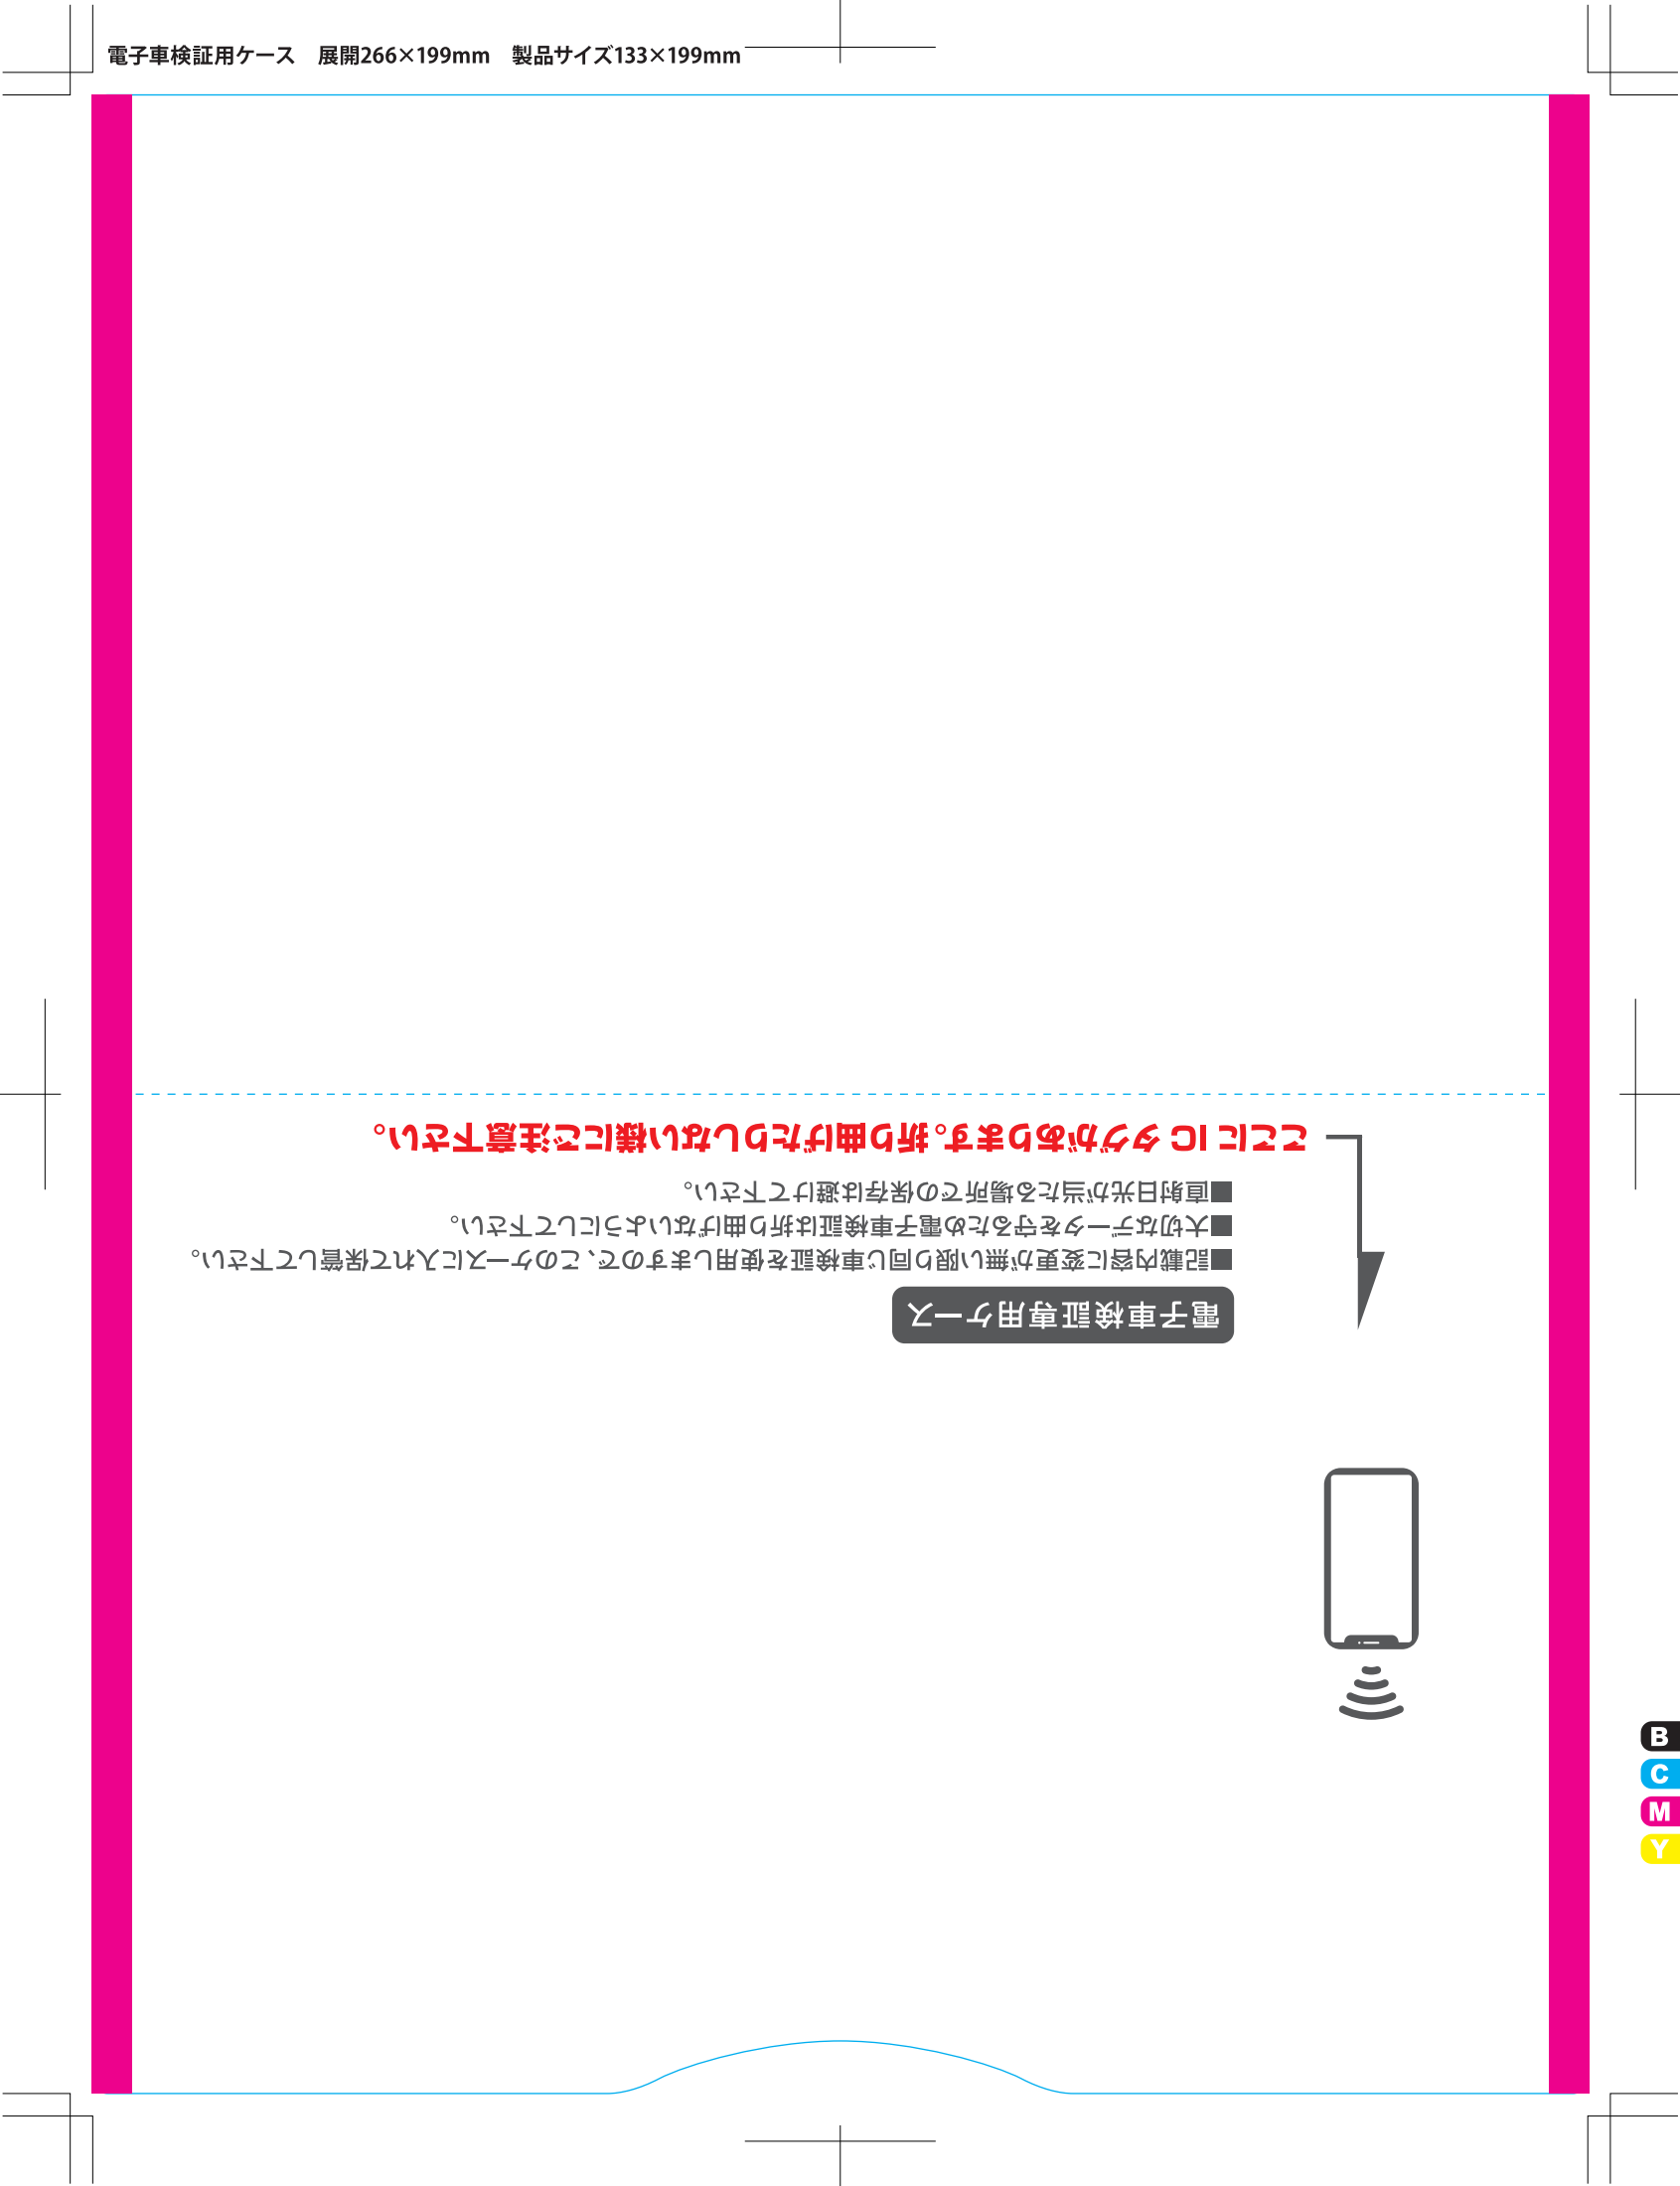 電子車検証用ケース　展開266×199mm　製品サイズ133×199mm
電子車検証専用ケース
■記載内容に変更が無い限り同じ車検証を使用しますので、このケースに入れて保管して下さい。
■大切なデータを守るため電子車検証は折り曲げないようにして下さい。
■直射日光が当たる場所での保存は避けて下さい。
ここに IC タグがあります。折り曲げたりしない様にご注意下さい。
B
C
M
Y